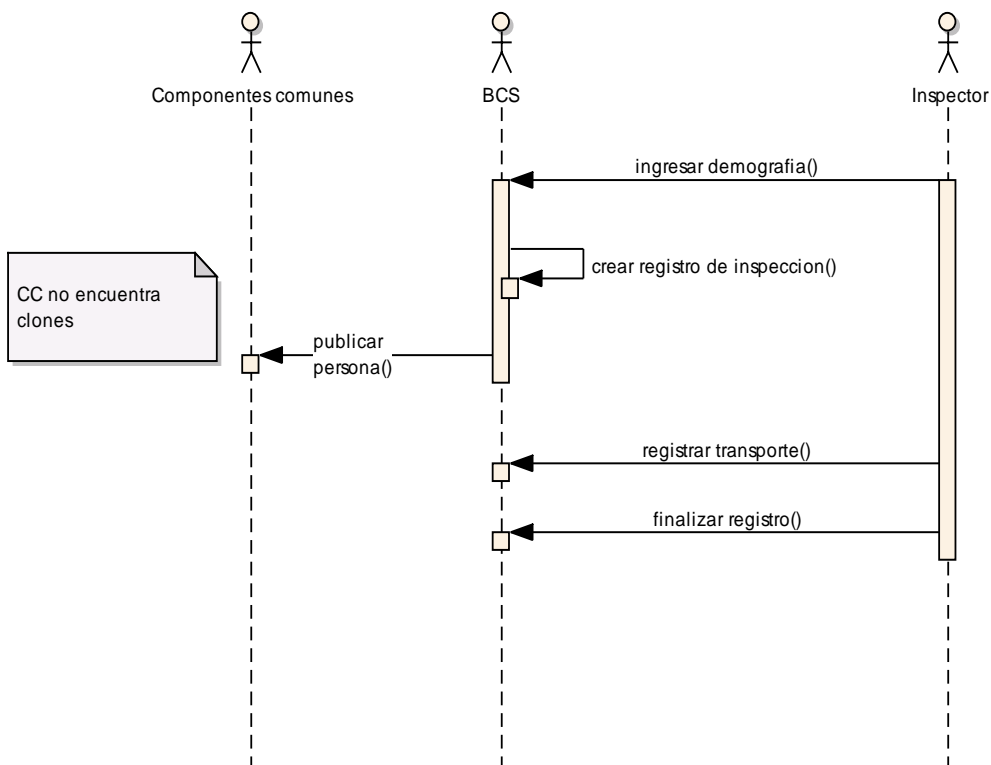 Componentes comunes
BCS
Inspector
ingresar demografia()
crear registro de inspeccion()
CC no encuentra
clones
publicar
persona()
registrar transporte()
finalizar registro()